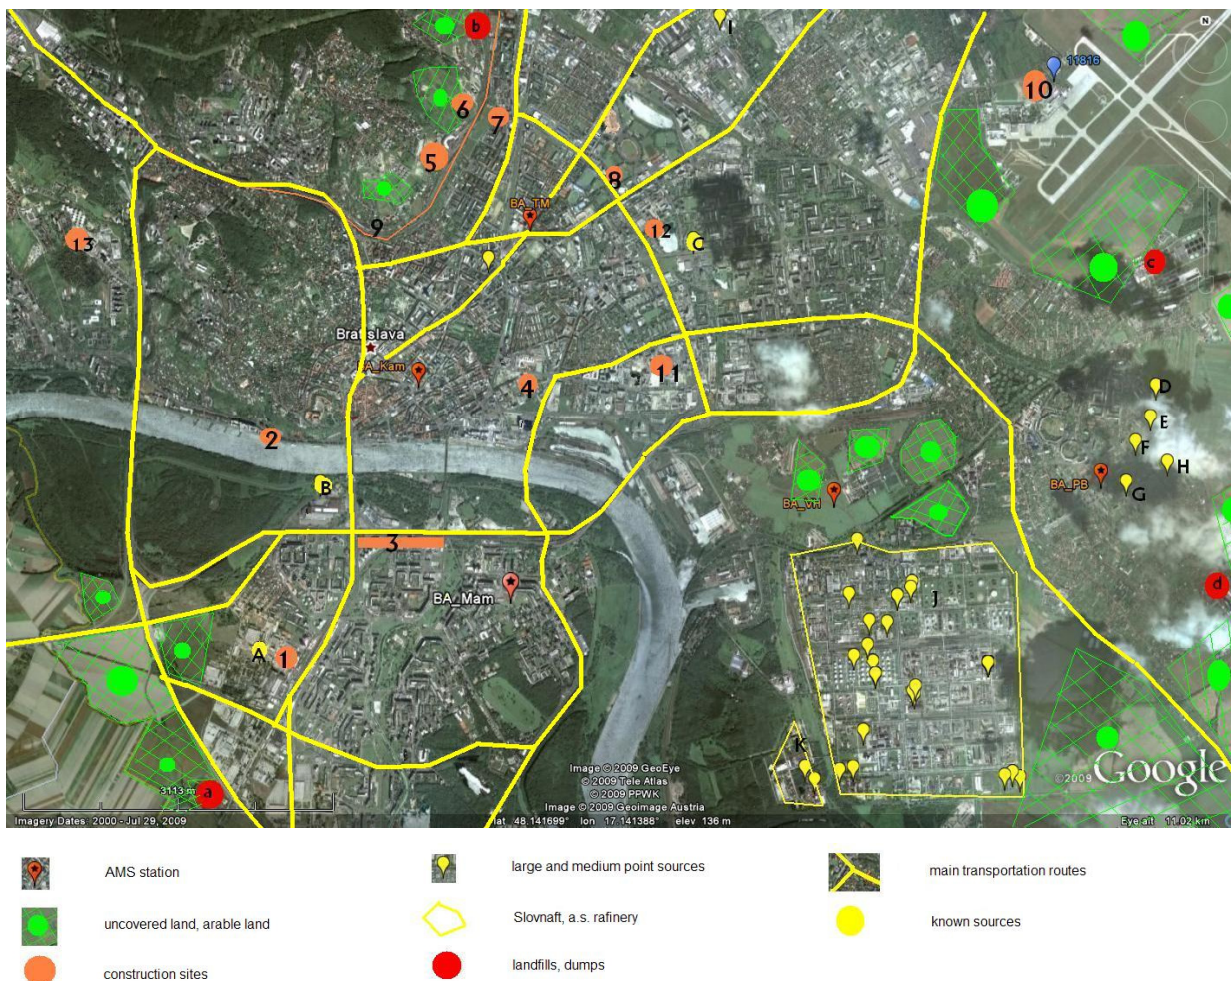 b
I
N
11816
10
6
7
5
8
BA_TM
9
12
C
13
c
Bratislava
BA_Kam
11
4
D
E
2
F
H
B
BA_PB
G
BA_VH
3
J
d
BA_Mam
A
1
K
U
Image © 2009 GeoEye
© 2009 Tele Atlas
© 2009 PPWK
Image © 2009 Geoimage Austria
©2009 Google
3113 m
a
Imagery Dates: 2000 - Jul 29, 2009
lat 48.141699° lon 17.141388° elev 136 m
Eye alt 11.02 km
AMS station
large and medium point sources
main transportation routes
uncovered land, arable land
Slovnaft, a.s. rafinery
known sources
construction sites
landfills, dumps